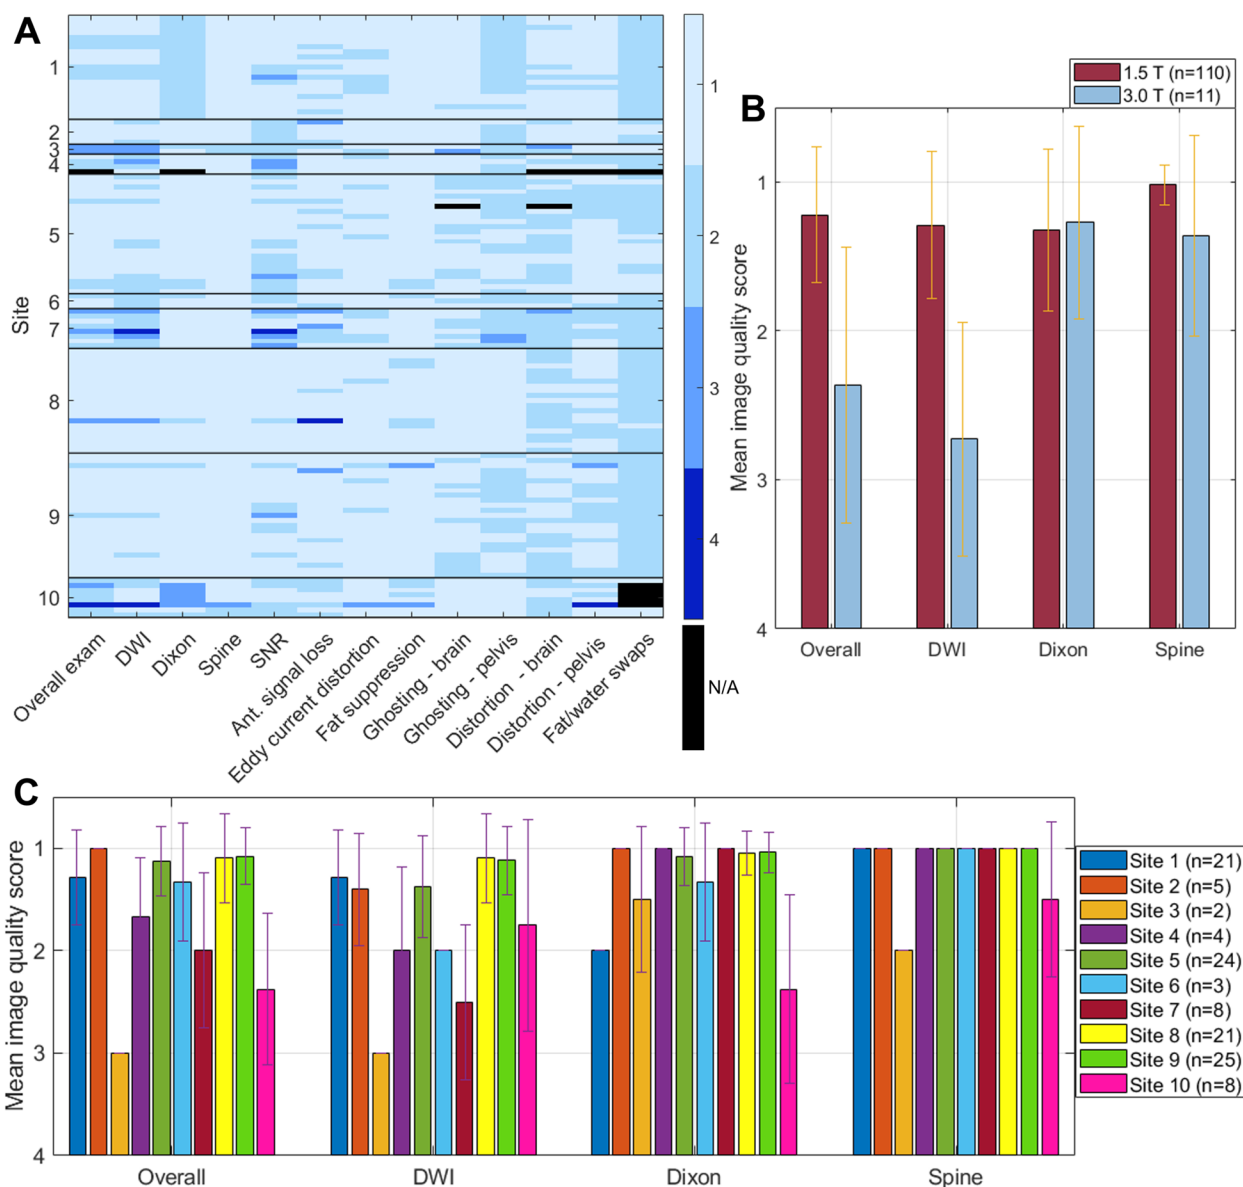 A
Site
1
2
3
4
5
6
7
8
9
10
Overall exam
DWI
Dixon
Spine
SNR
Ant. signal loss
Eddy current distortion
Fat suppression
Ghosting - brain
Ghosting - pelvis
Distortion - brain
Distortion - pelvis
Fat/water swaps
1
2
3
4
N/A
B
1.5 T (n=110)
3.0 T (n=11)
Mean image quality score
1
2
3
4
Overall
DWI
Dixon
Spine
C
Mean image quality score
1
2
3
4
Overall
DWI
Dixon
Spine
Site 1 (n=21)
Site 2 (n=5)
Site 3 (n=2)
Site 4 (n=4)
Site 5 (n=24)
Site 6 (n=3)
Site 7 (n=8)
Site 8 (n=21)
Site 9 (n=25)
Site 10 (n=8)